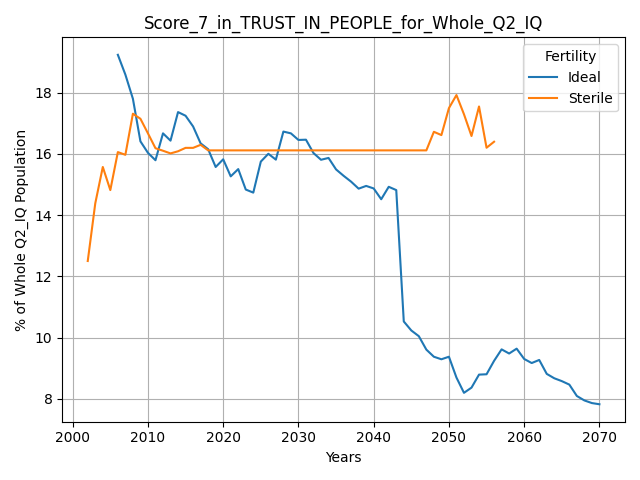 Score_7_in_TRUST_IN_PEOPLE_for_Whole_Q2_IQ
Fertility
Ideal
Sterile
% of Whole Q2_IQ Population
18
16
14
12
10
8
2000 2010 2020 2030 2040 2050 2060 2070
Years